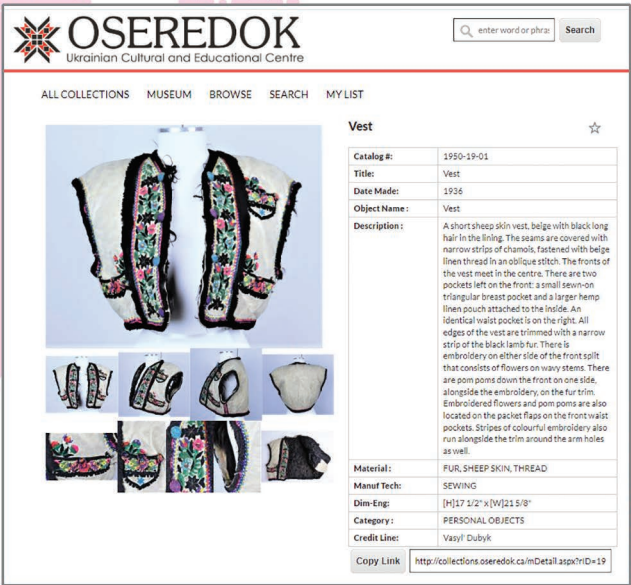 OSEREDOK
Ukrainian Cultural and Educational Centre
enter word or phra:
Search
ALL COLLECTIONS MUSEUM BROWSE SEARCH MY LIST
Vest
Catalog #: 1950-19-01
Title: Vest
Date Made: 1936
Object Name : Vest
Description : A short sheep skin vest, beige with black long
hair in the lining. The seams are covered with
narrow strips of chamois, fastened with beige
linen thread in an oblique stitch. The fronts of
the vest meet in the centre. There are two
pockets left on the front: a small sewn-on
triangular breast pocket and a larger hemp
linen pouch attached to the inside. An
identical waist pocket is on the right. All
edges of the vest are trimmed with a narrow
strip of the black lamb fur. There is
embroidery on either side of the front split
that consists of flowers on wavy stems. There
are pom poms down the front on one side,
alongside the embroidery, on the fur trim.
Embroidered flowers and pom poms are also
located on the packet flaps on the front waist
pockets. Stripes of colourful embroidery also
run alongside the trim around the arm holes
as well.
Material : FUR, SHEEP SKIN, THREAD
Manuf Tech: SEWING
Dim-Eng: [H]17 1/2" x [W]21 5/8"
Category : PERSONAL OBJECTS
Credit Line: Vasyl' Dubyk
Copy Link http://collections.oseredok.ca/mDetail.aspx?rID=19